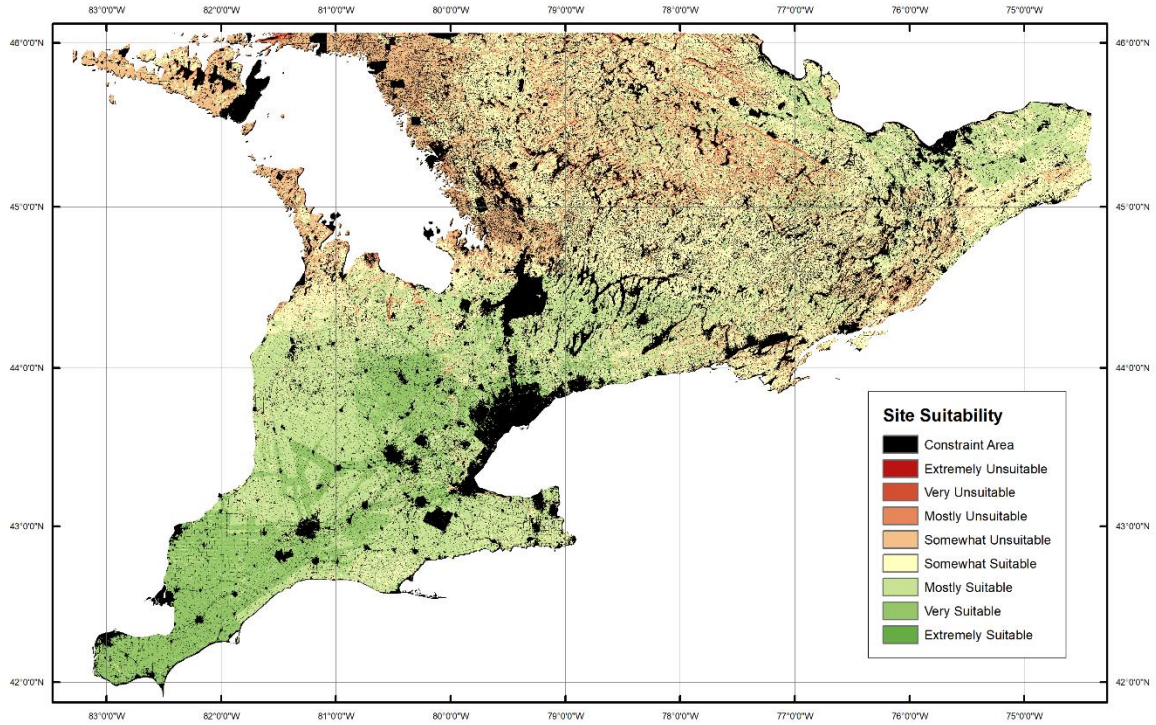 83°0'0"W 82°0'0"W 81°0'0"W 80°0'0"W 79°0'0"W 78°0'0"W 77°0'0"W 76°0'0"W 75°0'0"W
46°0'0"N 46°0'0"N
45°0'0"N 45°0'0"N
44°0'0"N 44°0'0"N
Site Suitability
Constraint Area
Extremely Unsuitable
Very Unsuitable
Mostly Unsuitable
Somewhat Unsuitable
Somewhat Suitable
Mostly Suitable
Very Suitable
Extremely Suitable
43°0'0"N 43°0'0"N
42°0'0"N 42°0'0"N
83°0'0"W 82°0'0"W 81°0'0"W 80°0'0"W 79°0'0"W 78°0'0"W 77°0'0"W 76°0'0"W 75°0'0"W